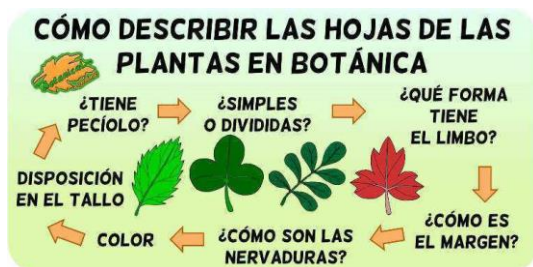 CÓMO DESCRIBIR LAS HOJAS DE LAS
PLANTAS EN BOTÁNICA
¿TIENE
PECÍOLO?
¿SIMPLES
O DIVIDIDAS?
¿QUÉ FORMA
TIENE
EL LIMBO?
¿CÓMO ES
EL MARGEN?
¿CÓMO SON LAS
NERVADURAS?
COLOR
DISPOSICIÓN
EN EL TALLO